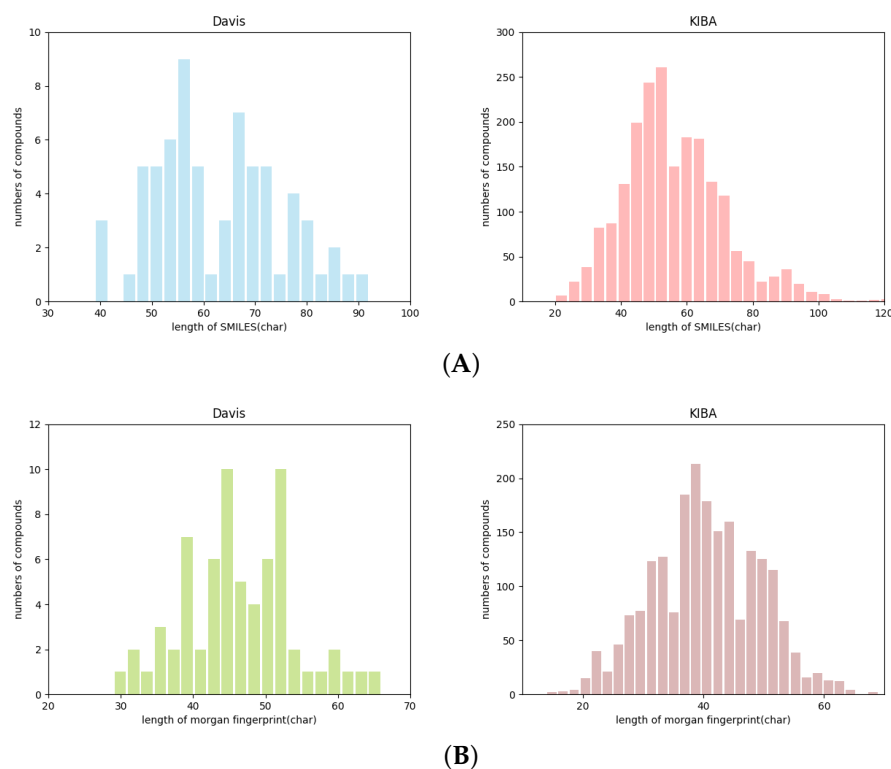 Davis
10
8
6
4
2
0
numbers of compounds
30 40 50 60 70 80 90 100
length of SMILES(char)
KIBA
300
250
200
150
100
50
0
numbers of compounds
20 40 60 80 100 120
length of SMILES(char)
(A)
Davis
12
10
8
6
4
2
0
numbers of compounds
20 30 40 50 60 70
length of morgan fingerprint(char)
KIBA
250
200
150
100
50
0
numbers of compounds
20 40 60
length of morgan fingerprint(char)
(B)